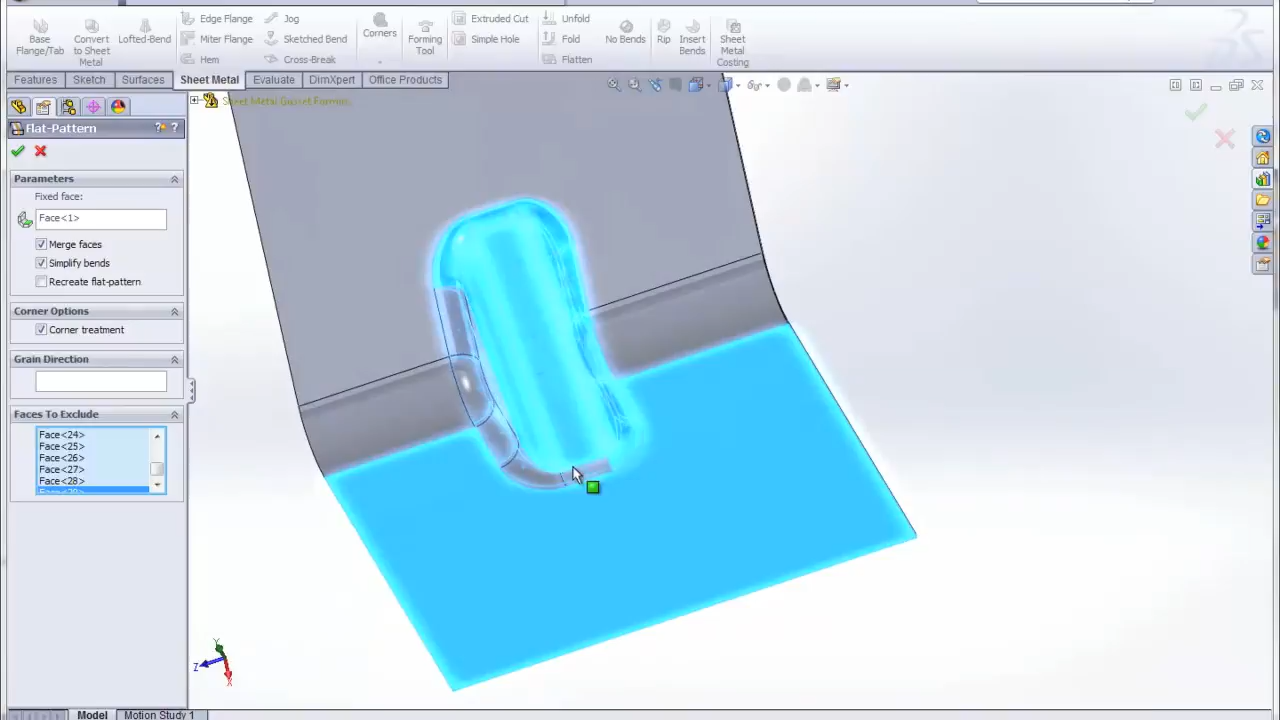 Edge Flange
Jog
Extruded Cut
Unfold
Base
Flange/Tab
Convert
to Sheet
Metal
Lofted-Bend
Miter Flange
Sketched Bend
Corners
Forming
Tool
Simple Hole
Fold
No Bends
Rip
Insert
Bends
Sheet
Metal
Costing
Hem
Cross-Break
Flatten
Features
Sketch
Surfaces
Sheet Metal
Evaluate
DimXpert
Office Products
Sheet Metal Gusset Formin...
Flat-Pattern
Parameters
Fixed face:
Face<1>
Merge faces
Simplify bends
Recreate flat-pattern
Corner Options
Corner treatment
Grain Direction
Faces To Exclude
Face<24>
Face<25>
Face<26>
Face<27>
Face<28>
Y
Z
X
Model
Motion Study 1